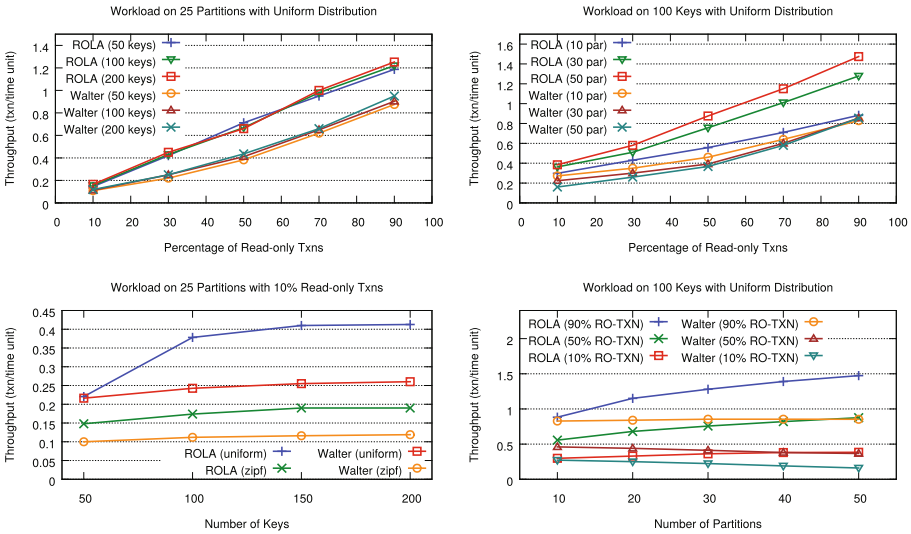 Workload on 25 Partitions with Uniform Distribution
Throughput (txn/time unit)
1.4
1.2
1
0.8
0.6
0.4
0.2
0
ROLA (50 keys)
ROLA (100 keys)
ROLA (200 keys)
Walter (50 keys)
Walter (100 keys)
Walter (200 keys)
0 10 20 30 40 50 60 70 80 90 100
Percentage of Read-only Txns
Workload on 100 Keys with Uniform Distribution
Throughput (txn/time unit)
1.6
1.4
1.2
1
0.8
0.6
0.4
0.2
0
ROLA (10 par)
ROLA (30 par)
ROLA (50 par)
Walter (10 par)
Walter (30 par)
Walter (50 par)
0 10 20 30 40 50 60 70 80 90 100
Percentage of Read-only Txns
Workload on 25 Partitions with 10% Read-only Txns
Throughput (txn/time unit)
0.45
0.4
0.35
0.3
0.25
0.2
0.15
0.1
0.05
0
ROLA (uniform) Walter (uniform)
ROLA (zipf) Walter (zipf)
50 100 150 200
Number of Keys
Workload on 100 Keys with Uniform Distribution
Throughput (txn/time unit)
2
1.5
1
0.5
0
ROLA (90% RO-TXN) Walter (90% RO-TXN)
ROLA (50% RO-TXN) Walter (50% RO-TXN)
ROLA (10% RO-TXN) Walter (10% RO-TXN)
10 20 30 40 50
Number of Partitions